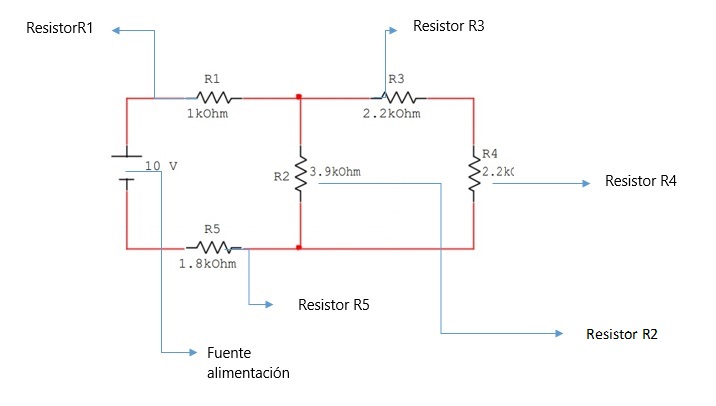 ResistorR1
Resistor R3
R1
R3
1kOhm
2.2kOhm
10 V
R2
3.9kOhm
R4
2.2k
Resistor R4
R5
1.8kOhm
Resistor R5
Resistor R2
Fuente
alimentación